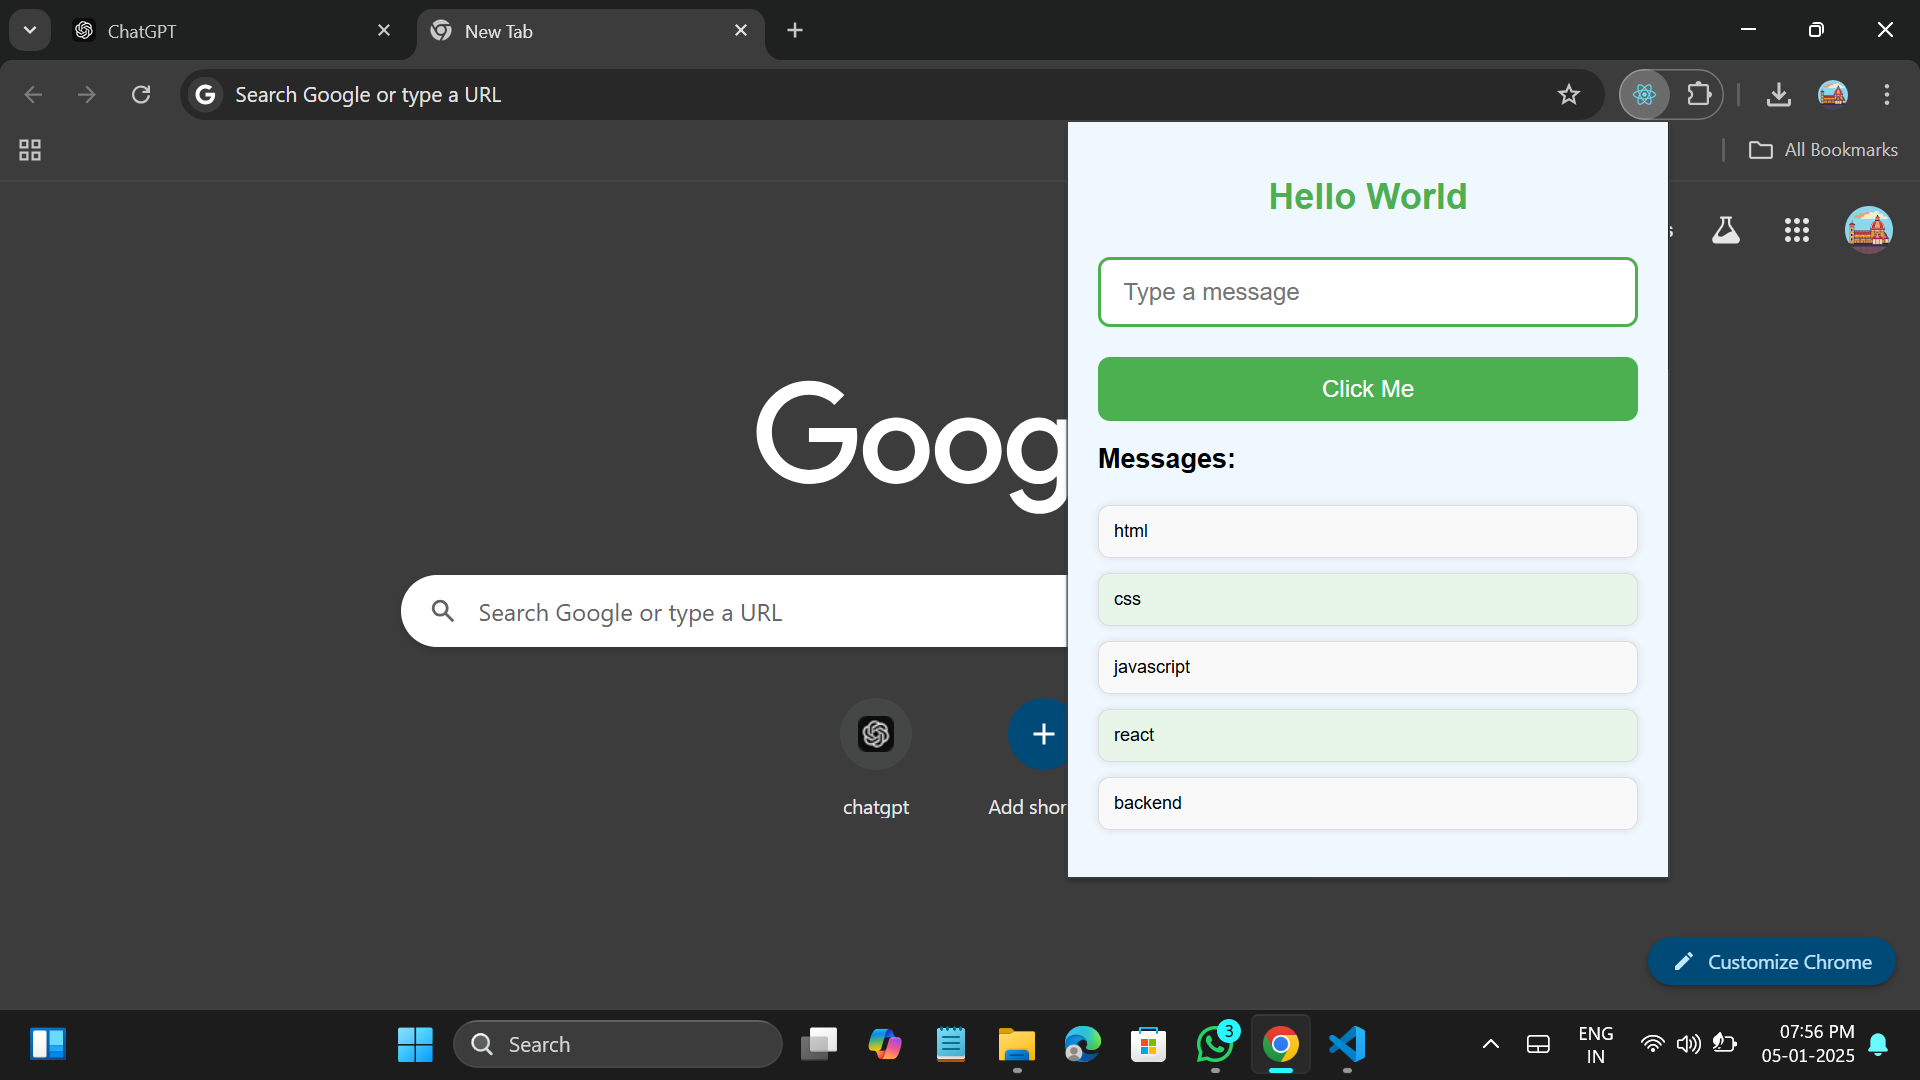 ChatGPT
New Tab
Search Google or type a URL
All Bookmarks
Hello World
Type a message
Click Me
Messages:
html
css
javascript
react
backend
Goog
Search Google or type a URL
chatgpt
Add shor
Customize Chrome
Search
3
ENG
IN
07:56 PM
05-01-2025